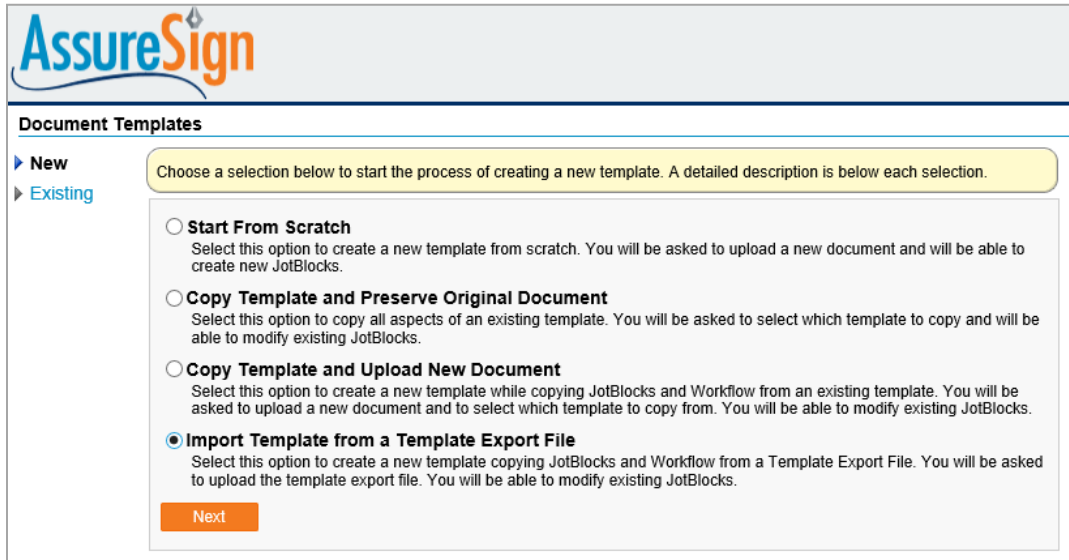 AssureSign
Document Templates
New
Existing
Choose a selection below to start the process of creating a new template. A detailed description is below each selection.
Start From Scratch
Select this option to create a new template from scratch. You will be asked to upload a new document and will be able to
create new JotBlocks.
Copy Template and Preserve Original Document
Select this option to copy all aspects of an existing template. You will be asked to select which template to copy and will be
able to modify existing JotBlocks.
Copy Template and Upload New Document
Select this option to create a new template while copying JotBlocks and Workflow from an existing template. You will be
asked to upload a new document and to select which template to copy from. You will be able to modify existing JotBlocks.
Import Template from a Template Export File
Select this option to create a new template copying JotBlocks and Workflow from a Template Export File. You will be asked
to upload the template export file. You will be able to modify existing JotBlocks.
Next